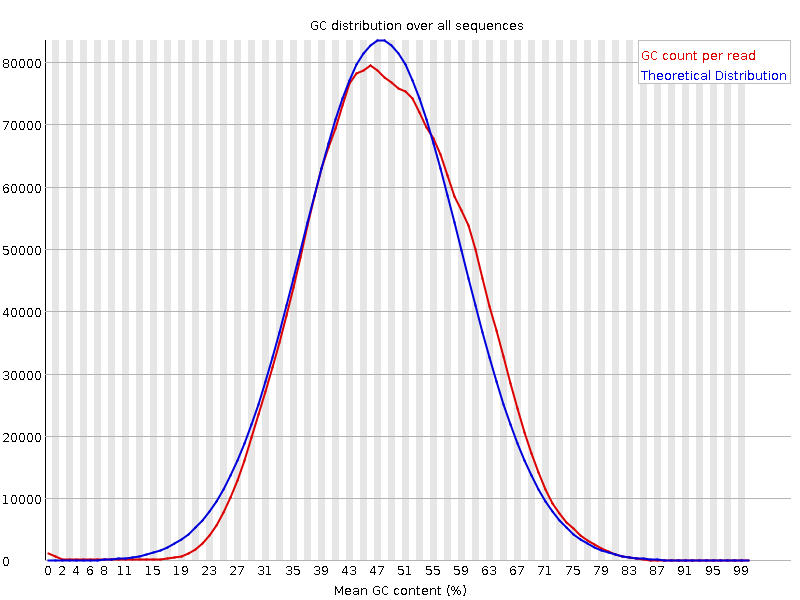 GC distribution over all sequences
GC count per read
Theoretical Distribution
80000
70000
60000
50000
40000
30000
20000
10000
0
0 2 4 6 8 11 15 19 23 27 31 35 39 43 47 51 55 59 63 67 71 75 79 83 87 91 95 99
Mean GC content (%)